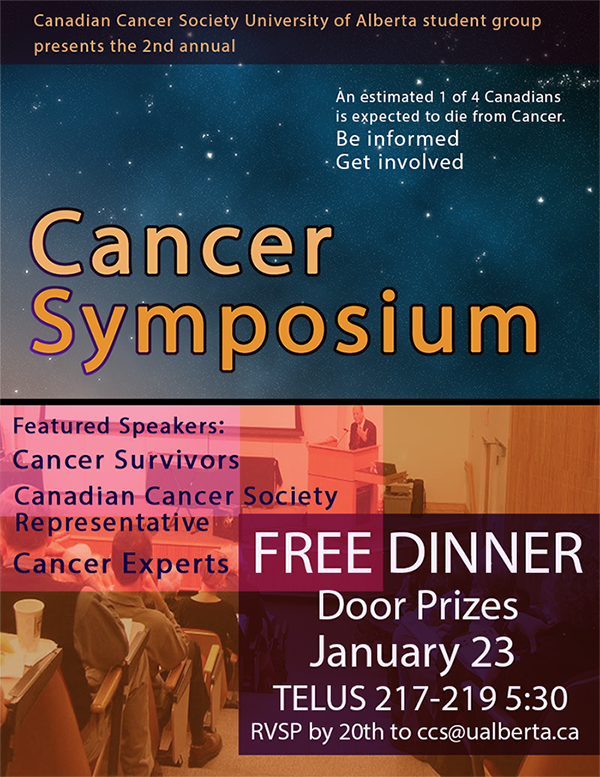 Canadian Cancer Society University of Alberta student group
presents the 2nd annual
An estimated 1 of 4 Canadians
is expected to die from Cancer.
Be informed
Get involved
Cancer
Symposium
Featured Speakers:
Cancer Survivors
Canadian Cancer Society
Representative
Cancer Experts
FREE DINNER
Door Prizes
January 23
TELUS 217-219 5:30
RVSP by 20th to ccs@ualberta.ca